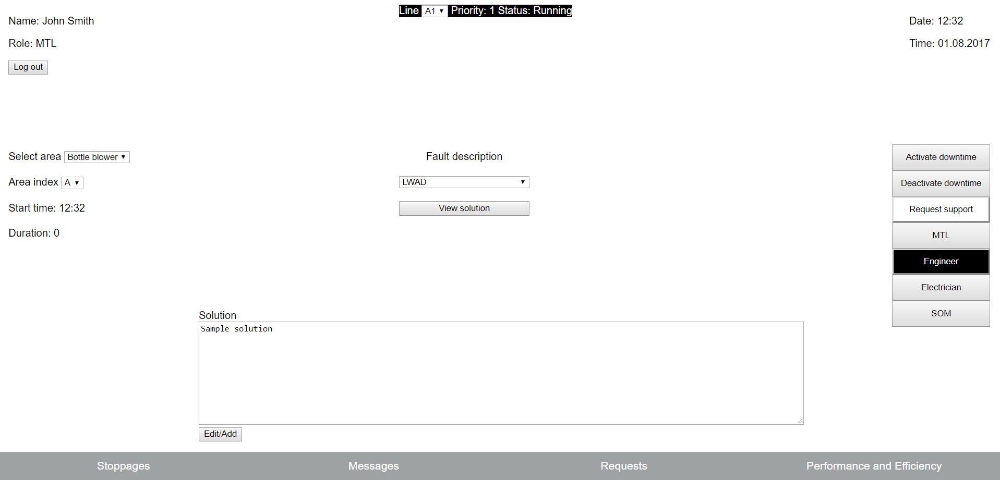 Line A1 Priority: 1 Status: Running
Name: John Smith
Role: MTL
Log out
Date: 12:32
Time: 01.08.2017
Select area Bottle blower
Area index A
Start time: 12:32
Duration: 0
Fault description
LWAD
View solution
Activate downtime
Deactivate downtime
Request support
MTL
Engineer
Electrician
SOM
Solution
Sample solution
Edit/Add
Stoppages
Messages
Requests
Performance and Efficiency